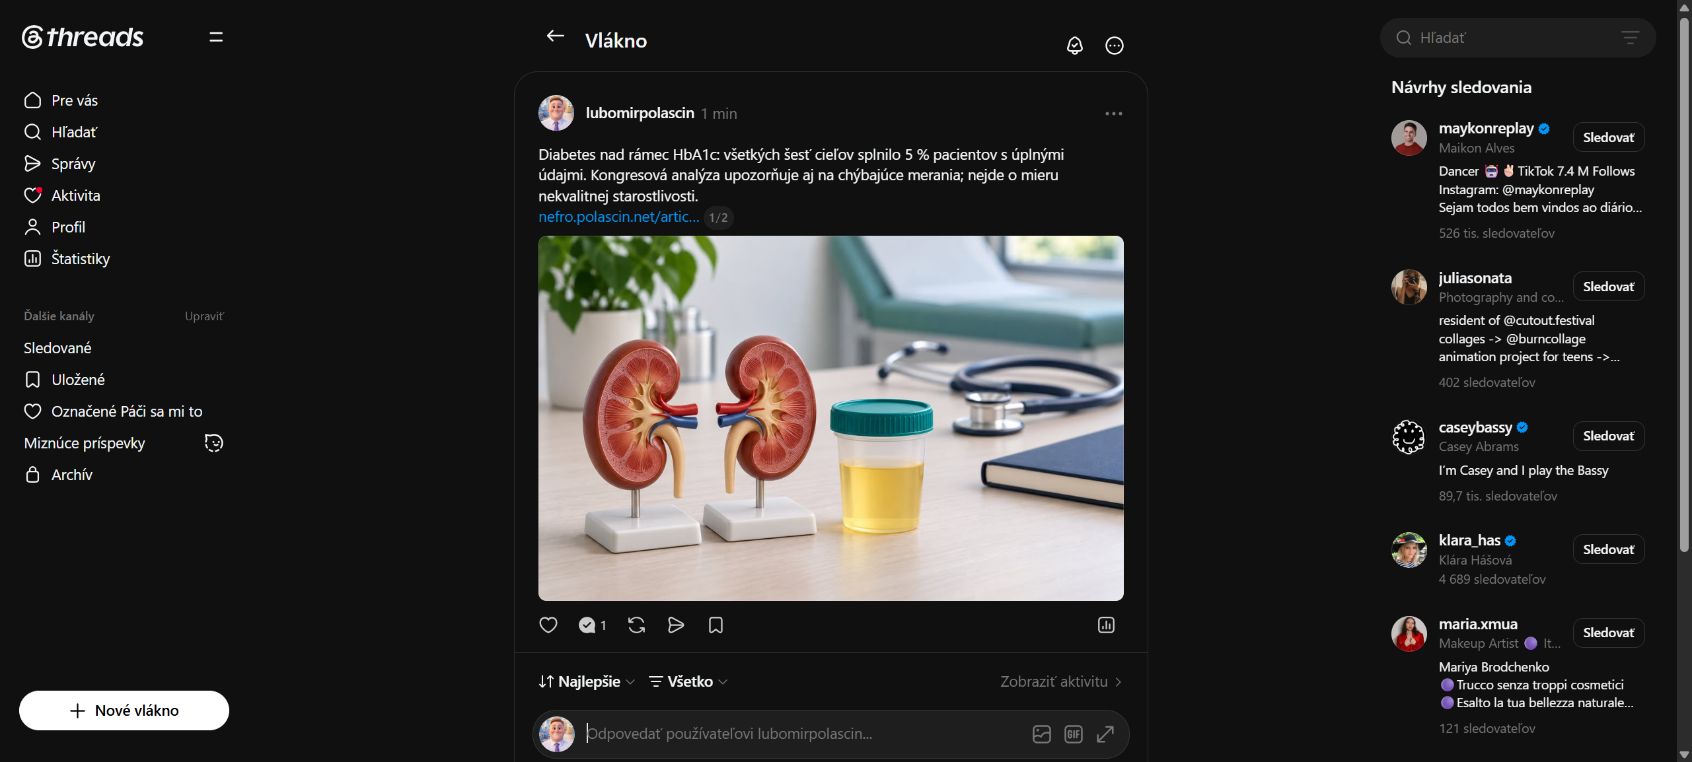 threads
Pre vás
Hľadať
Správy
Aktivita
Profil
Štatistiky
Ďalšie kanály
Upraviť
Sledované
Uložené
Označené Páči sa mi to
Miznúce príspevky
Archív
Nové vlákno
Vlákno
lubomirpolascin 1 min
Diabetes nad rámec HbA1c: všetkých šesť cieľov splnilo 5 % pacientov s úplnými
údajmi. Kongresová analýza upozorňuje aj na chýbajúce merania; nejde o mieru
nekvalitnej starostlivosti.
nefro.polascin.net/artic... 1/2
1
Najlepšie
Všetko
Zobraziť aktivitu
Odpovedať používateľovi lubomirpolascin...
GIF
Hľadať
Návrhy sledovania
maykonreplay
Sledovať
Maikon Alves
Dancer TikTok 7.4 M Follows
Instagram: @maykonreplay
Sejam todos bem vindos ao diário...
526 tis. sledovateľov
juliasonata
Sledovať
Photography and co...
resident of @cutout.festival
collages -> @burncollage
animation project for teens ->...
402 sledovateľov
caseybassy
Sledovať
Casey Abrams
I'm Casey and I play the Bassy
89,7 tis. sledovateľov
klara_has
Sledovať
Klára Hášová
4 689 sledovateľov
maria.xmua
Sledovať
Makeup Artist 🟣 It...
Mariya Brodchenko
🟣Trucco senza troppi cosmetici
🟣Esalto la tua bellezza naturale...
121 sledovateľov